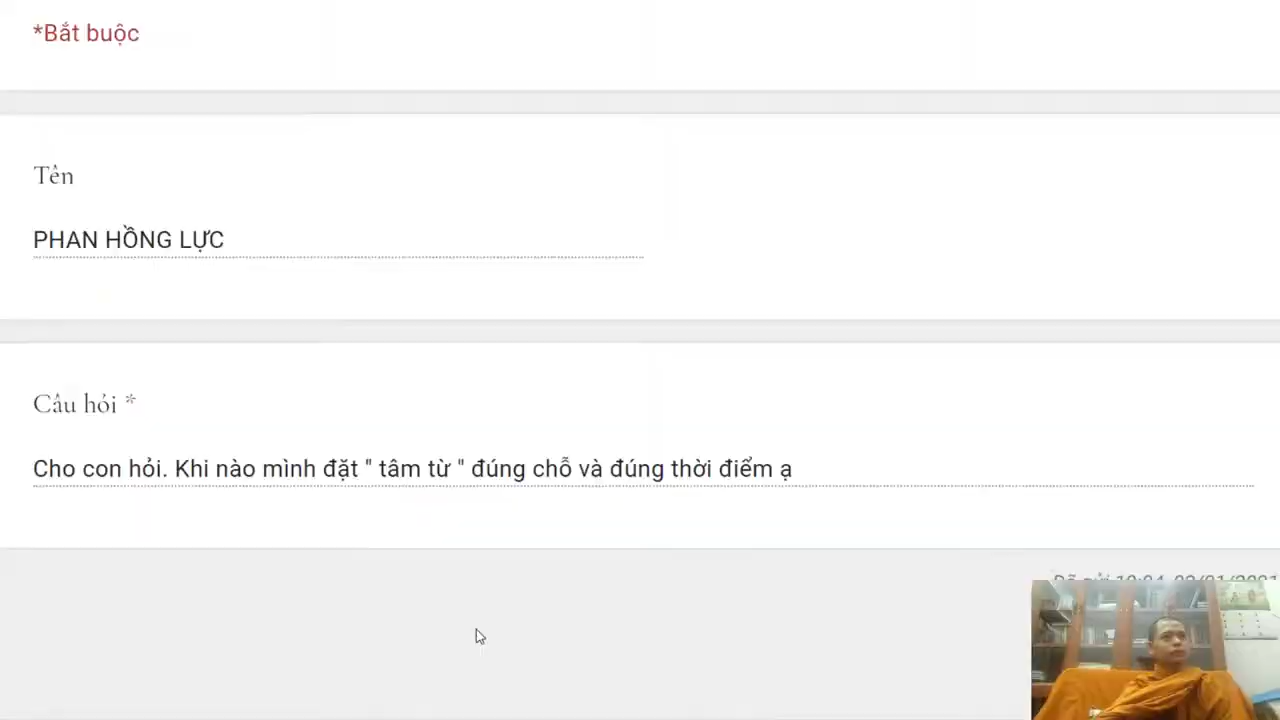 *Bắt buộc
Tên
PHAN HỒNG LỰC
Câu hỏi *
Cho con hỏi. Khi nào mình đặt " tâm từ " đúng chỗ và đúng thời điểm ạ